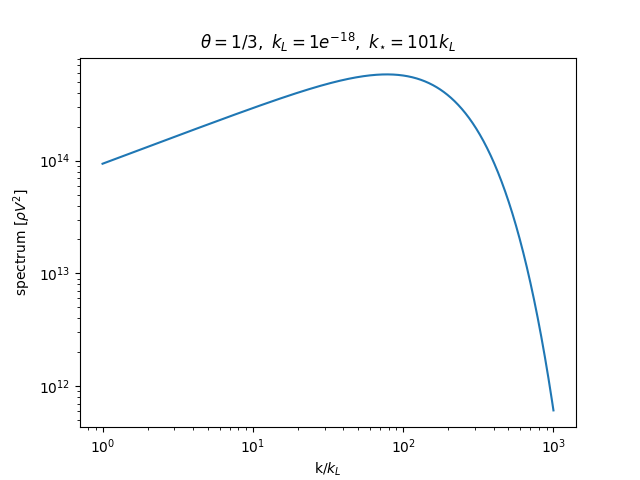 θ = 1/3, k_L = 1e^{-18}, k_⋆ = 101k_L
10^{14}
10^{13}
10^{12}
spectrum [ρV^2]
10^0 10^1 10^2 10^3
k/k_L